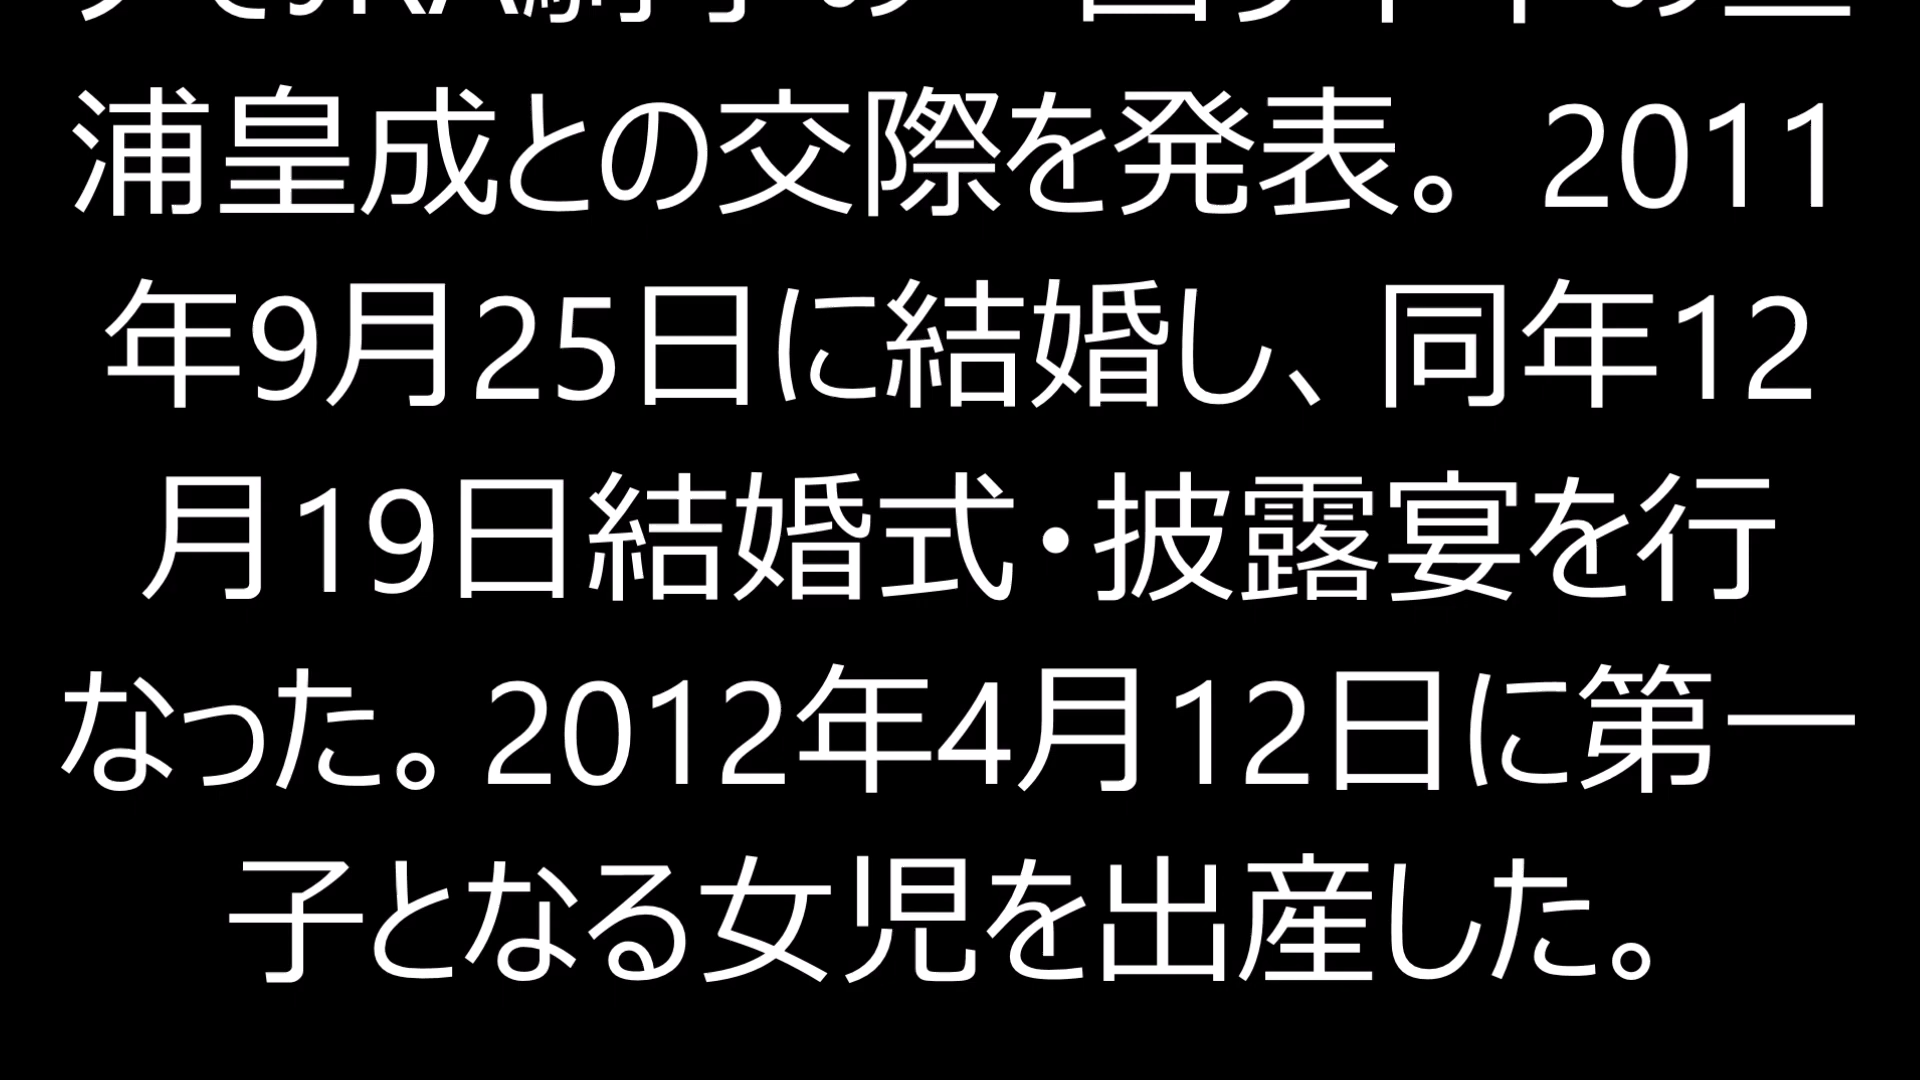 浦皇成との交際を発表。2011
年9月25日に結婚し、同年12
月19日結婚式・披露宴を行
なった。2012年4月12日に第一
子となる女児を出産した。